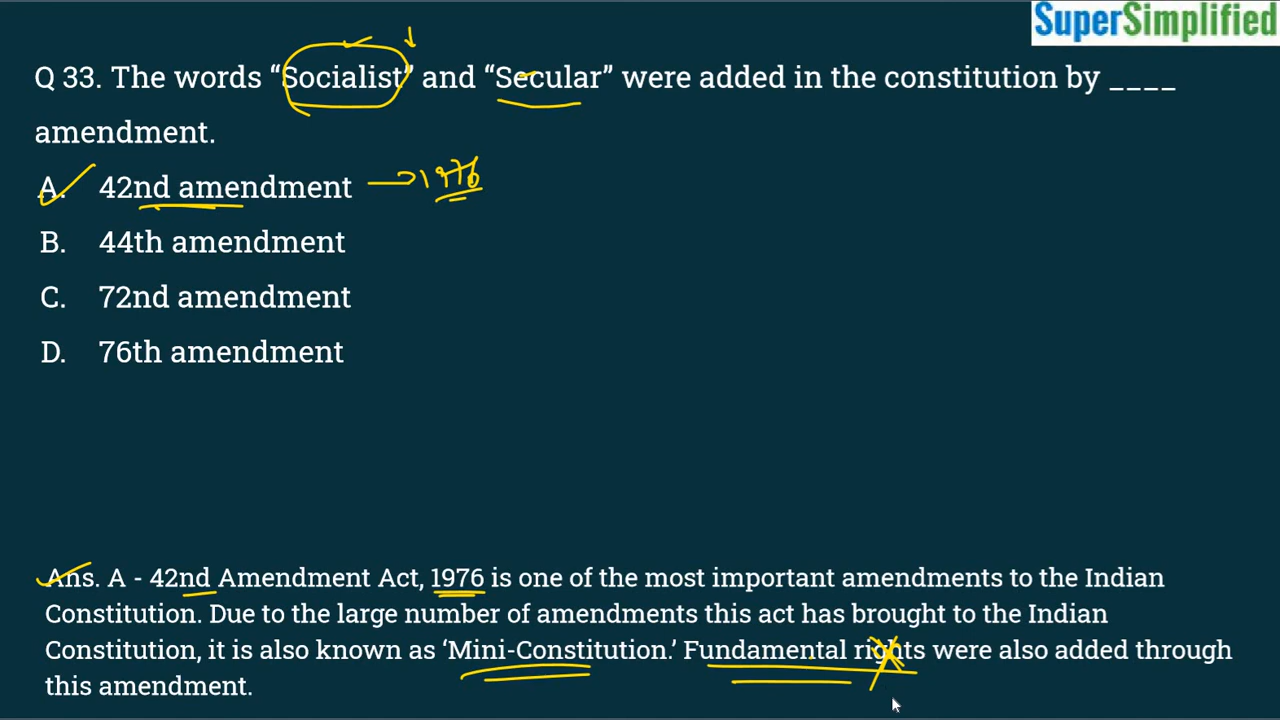 SuperSimplified
Q 33. The words “Socialist” and “Secular” were added in the constitution by ____
amendment.
A. 42nd amendment → 1976
B. 44th amendment
C. 72nd amendment
D. 76th amendment
Ans. A - 42nd Amendment Act, 1976 is one of the most important amendments to the Indian
Constitution. Due to the large number of amendments this act has brought to the Indian
Constitution, it is also known as ‘Mini-Constitution.’ Fundamental rights were also added through
this amendment.